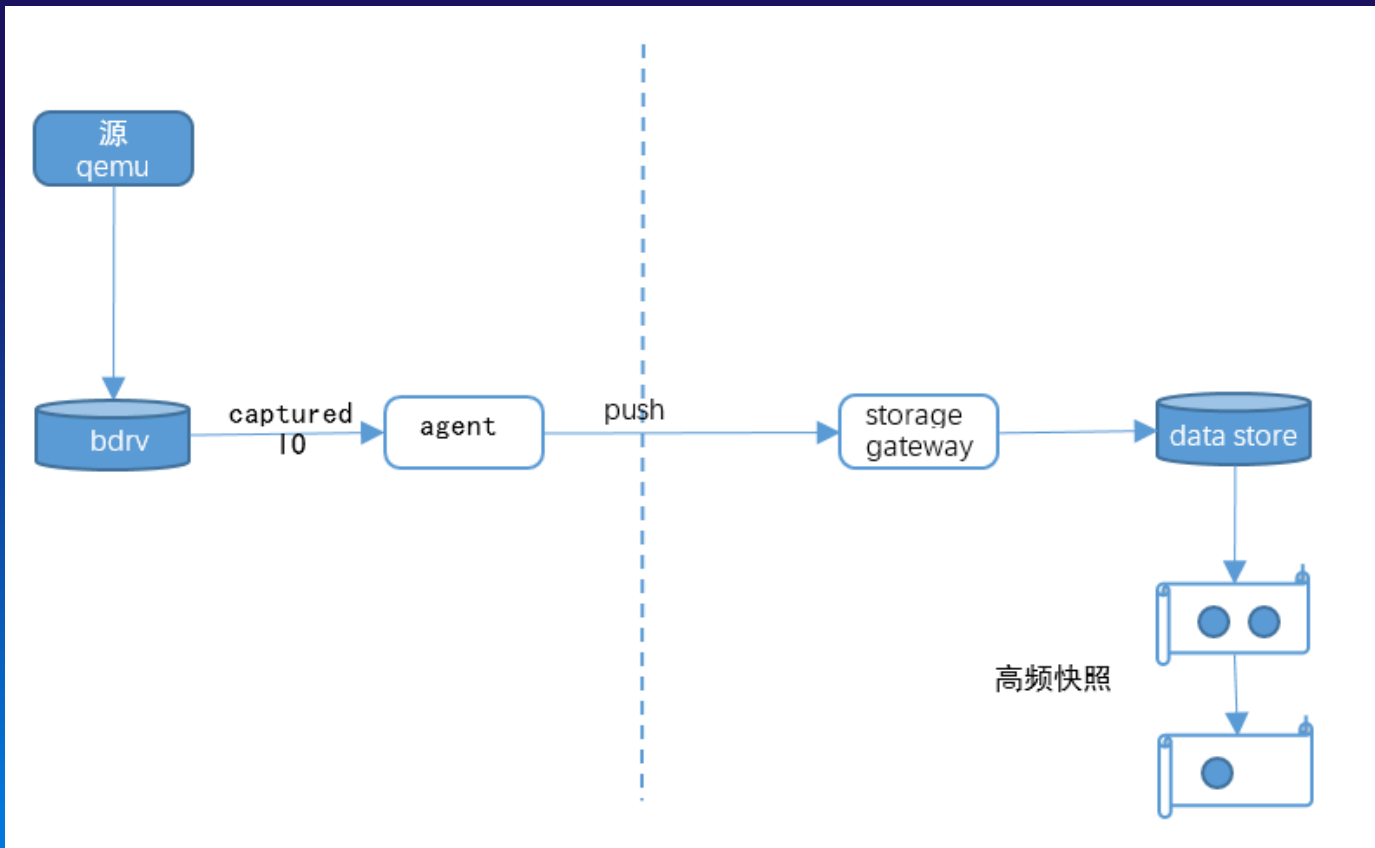 源
qemu
bdrv
captured
IO
agent
push
storage
gateway
data store
高频快照